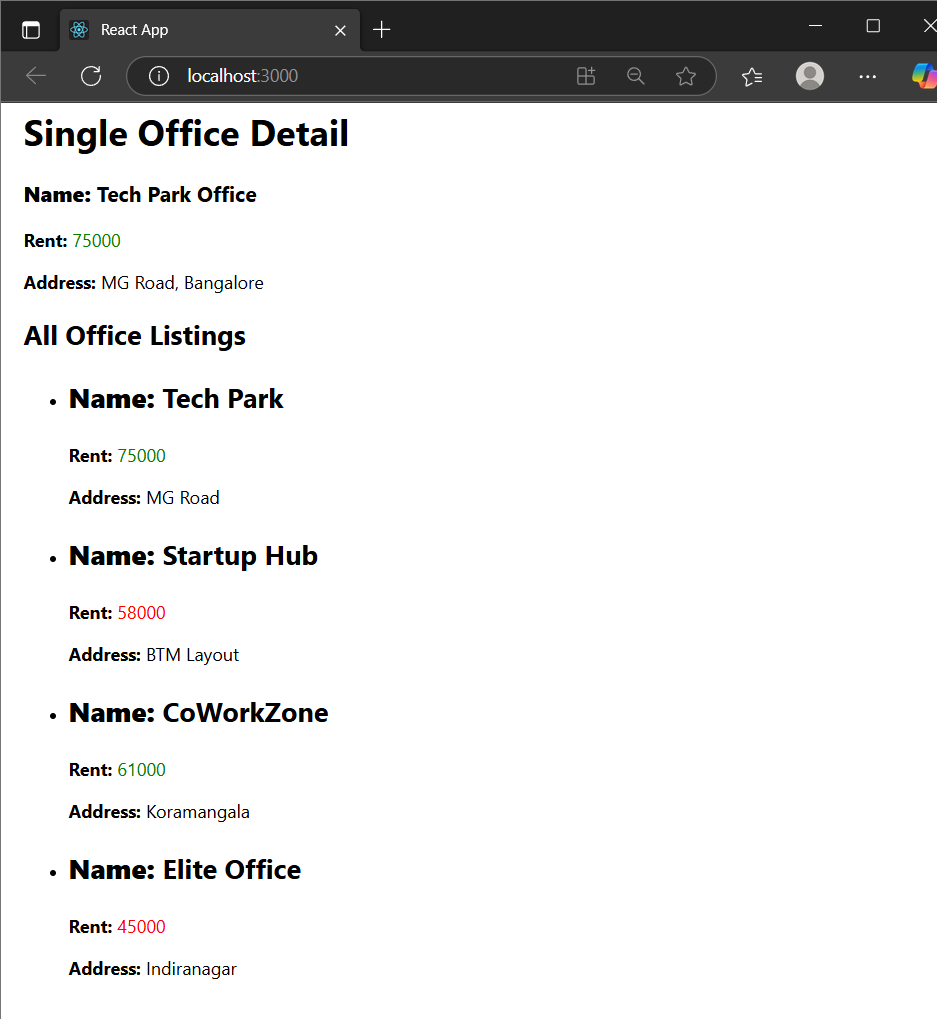 React App
localhost:3000
Single Office Detail
Name: Tech Park Office
Rent: 75000
Address: MG Road, Bangalore
All Office Listings
Name: Tech Park
Rent: 75000
Address: MG Road
Name: Startup Hub
Rent: 58000
Address: BTM Layout
Name: CoWorkZone
Rent: 61000
Address: Koramangala
Name: Elite Office
Rent: 45000
Address: Indiranagar